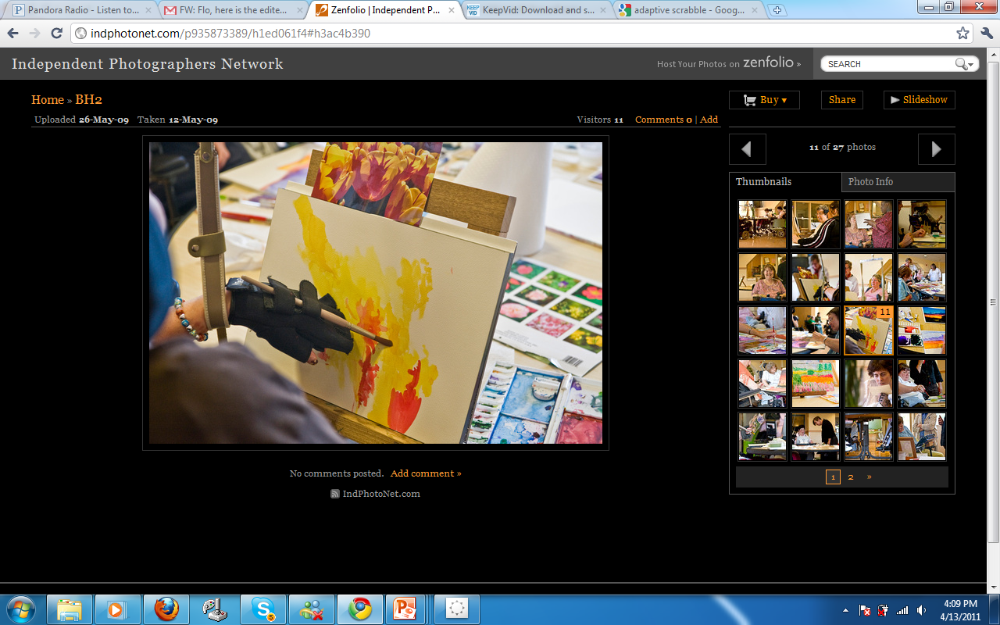 Pandora Radio - Listen to...
FW: Flo, here is the edite...
Zenfolio | Independent P...
KeepVid: Download and s...
adaptive scrabble - Goog...
indphotonet.com/p935873389/h1ed061f4#h3ac4b390
Independent Photographers Network
Host Your Photos on zenfolio »
SEARCH
Home » BH2
Buy ▾
Share
Slideshow
Uploaded 26-May-09 Taken 12-May-09
Visitors 11 Comments 0 | Add
11 of 27 photos
Thumbnails
Photo Info
11
1 2 »
No comments posted. Add comment »
IndPhotoNet.com
4:09 PM
4/13/2011